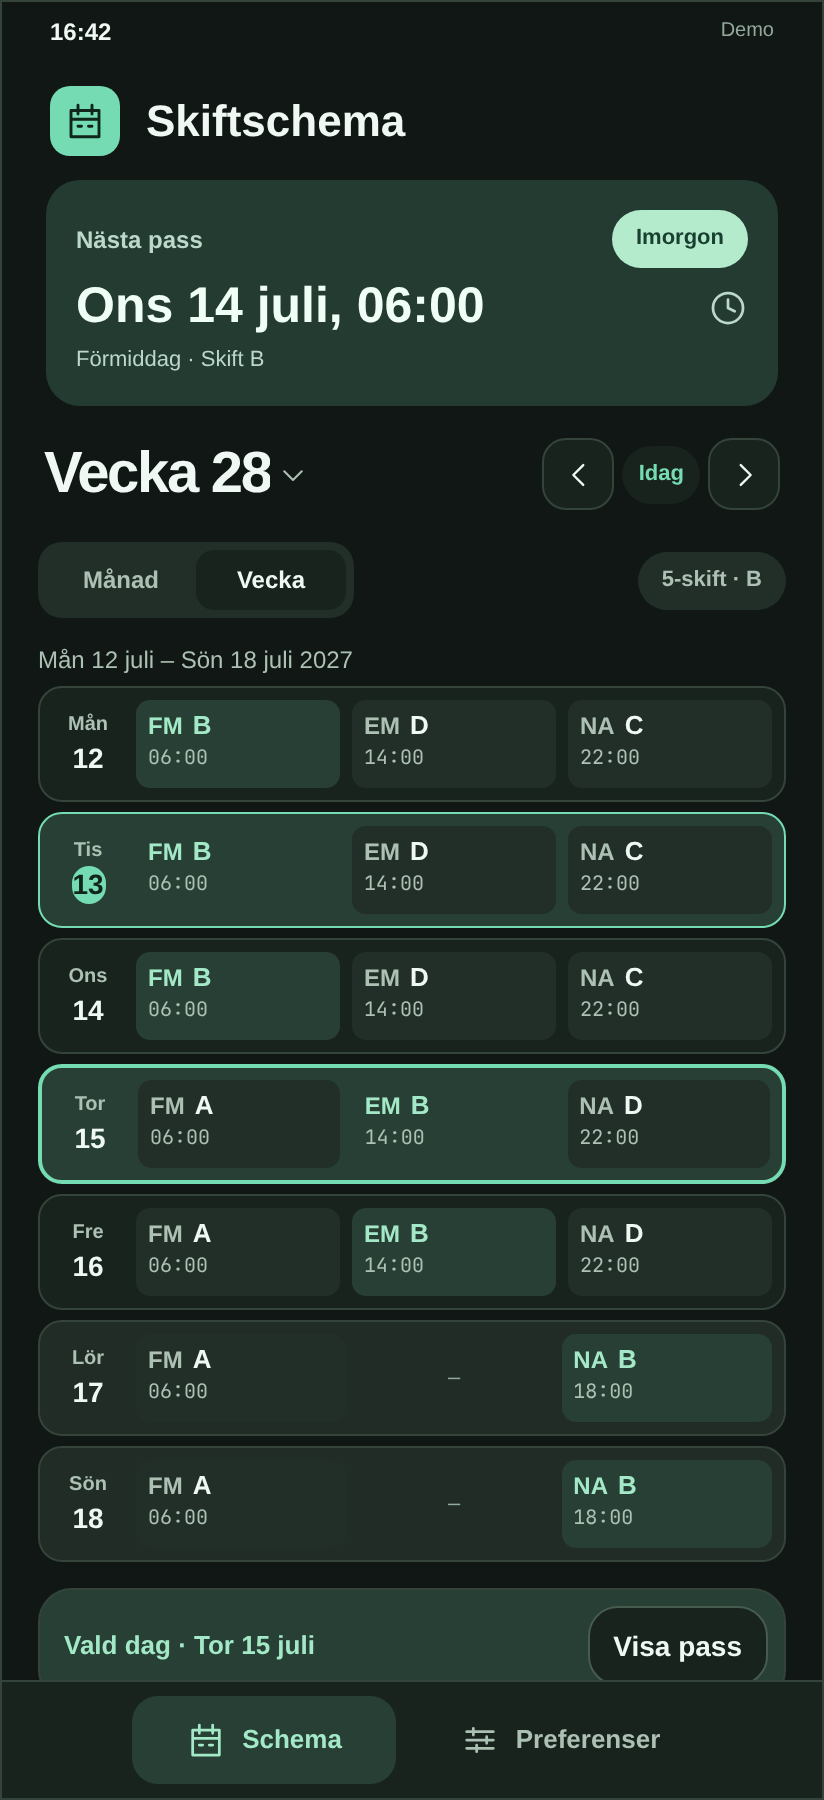 16:42 Demo
Skiftschema
Nästa pass Imorgon
Ons 14 juli, 06:00
Förmiddag · Skift B
Vecka 28 Idag
Månad Vecka 5-skift · B
Mån 12 juli – Sön 18 juli 2027
Mån FM B EM D NA C
12 06:00 14:00 22:00
Tis FM B EM D NA C
13 06:00 14:00 22:00
Ons FM B EM D NA C
14 06:00 14:00 22:00
Tor FM A EM B NA D
15 06:00 14:00 22:00
Fre FM A EM B NA D
16 06:00 14:00 22:00
Lör FM A – NA B
17 06:00 18:00
Sön FM A – NA B
18 06:00 18:00
Vald dag · Tor 15 juli Visa pass
Schema Preferenser